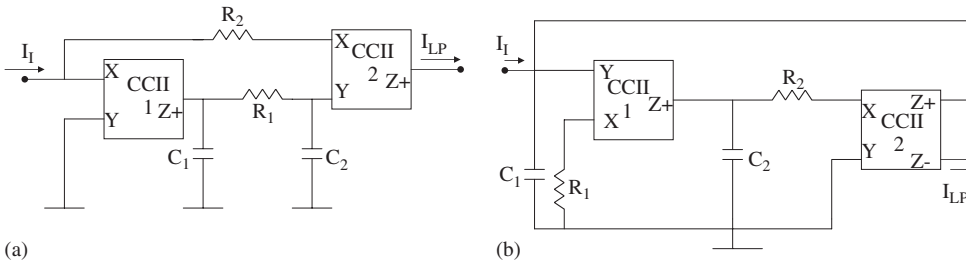 R2
II
X
CCII
1
Z+
Y
R1
C1
C2
X
CCII
2
Z+
Y
ILP
(a)
II
Y
CCII
1
Z+
X
C1
R1
R2
C2
X
Z+
CCII
2
Y
Z-
ILP
(b)